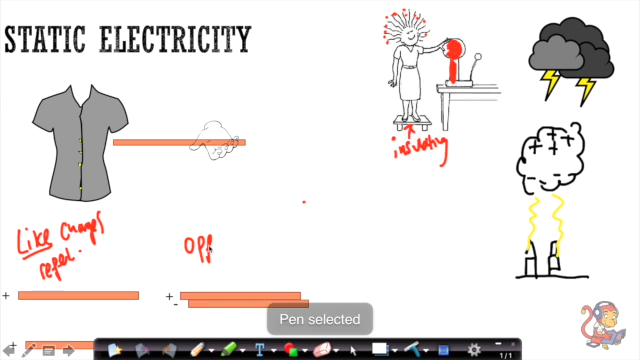 STATIC ELECTRICITY
insulating
Like Charges
repel.
opp
+
+
-
+
+ +
+ +
- - -
Pen selected
T
1/1